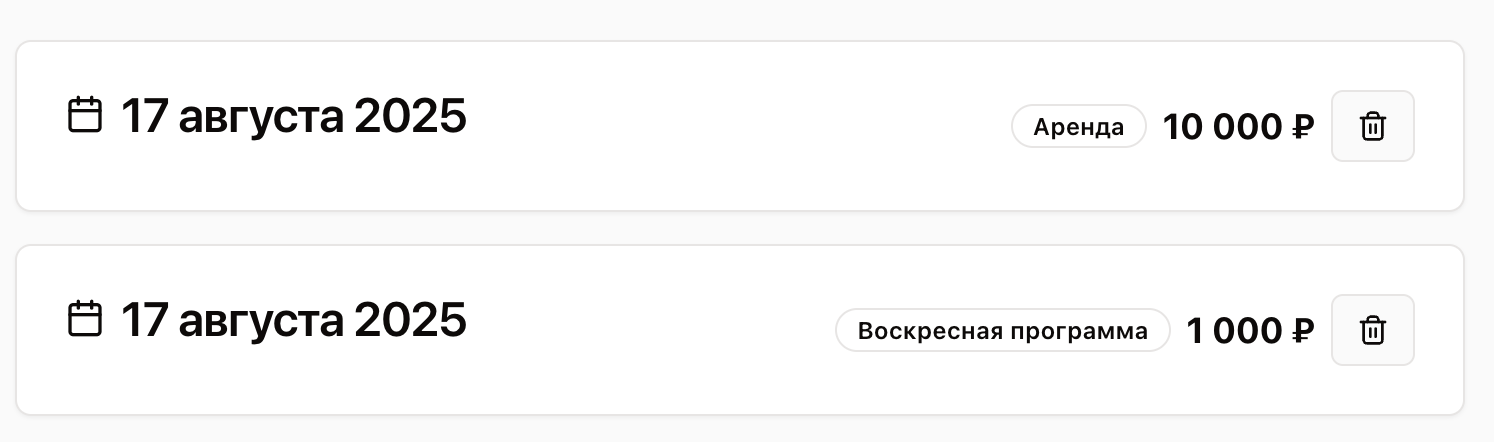 17 августа 2025
Аренда 10 000 ₽
17 августа 2025
Воскресная программа 1 000 ₽